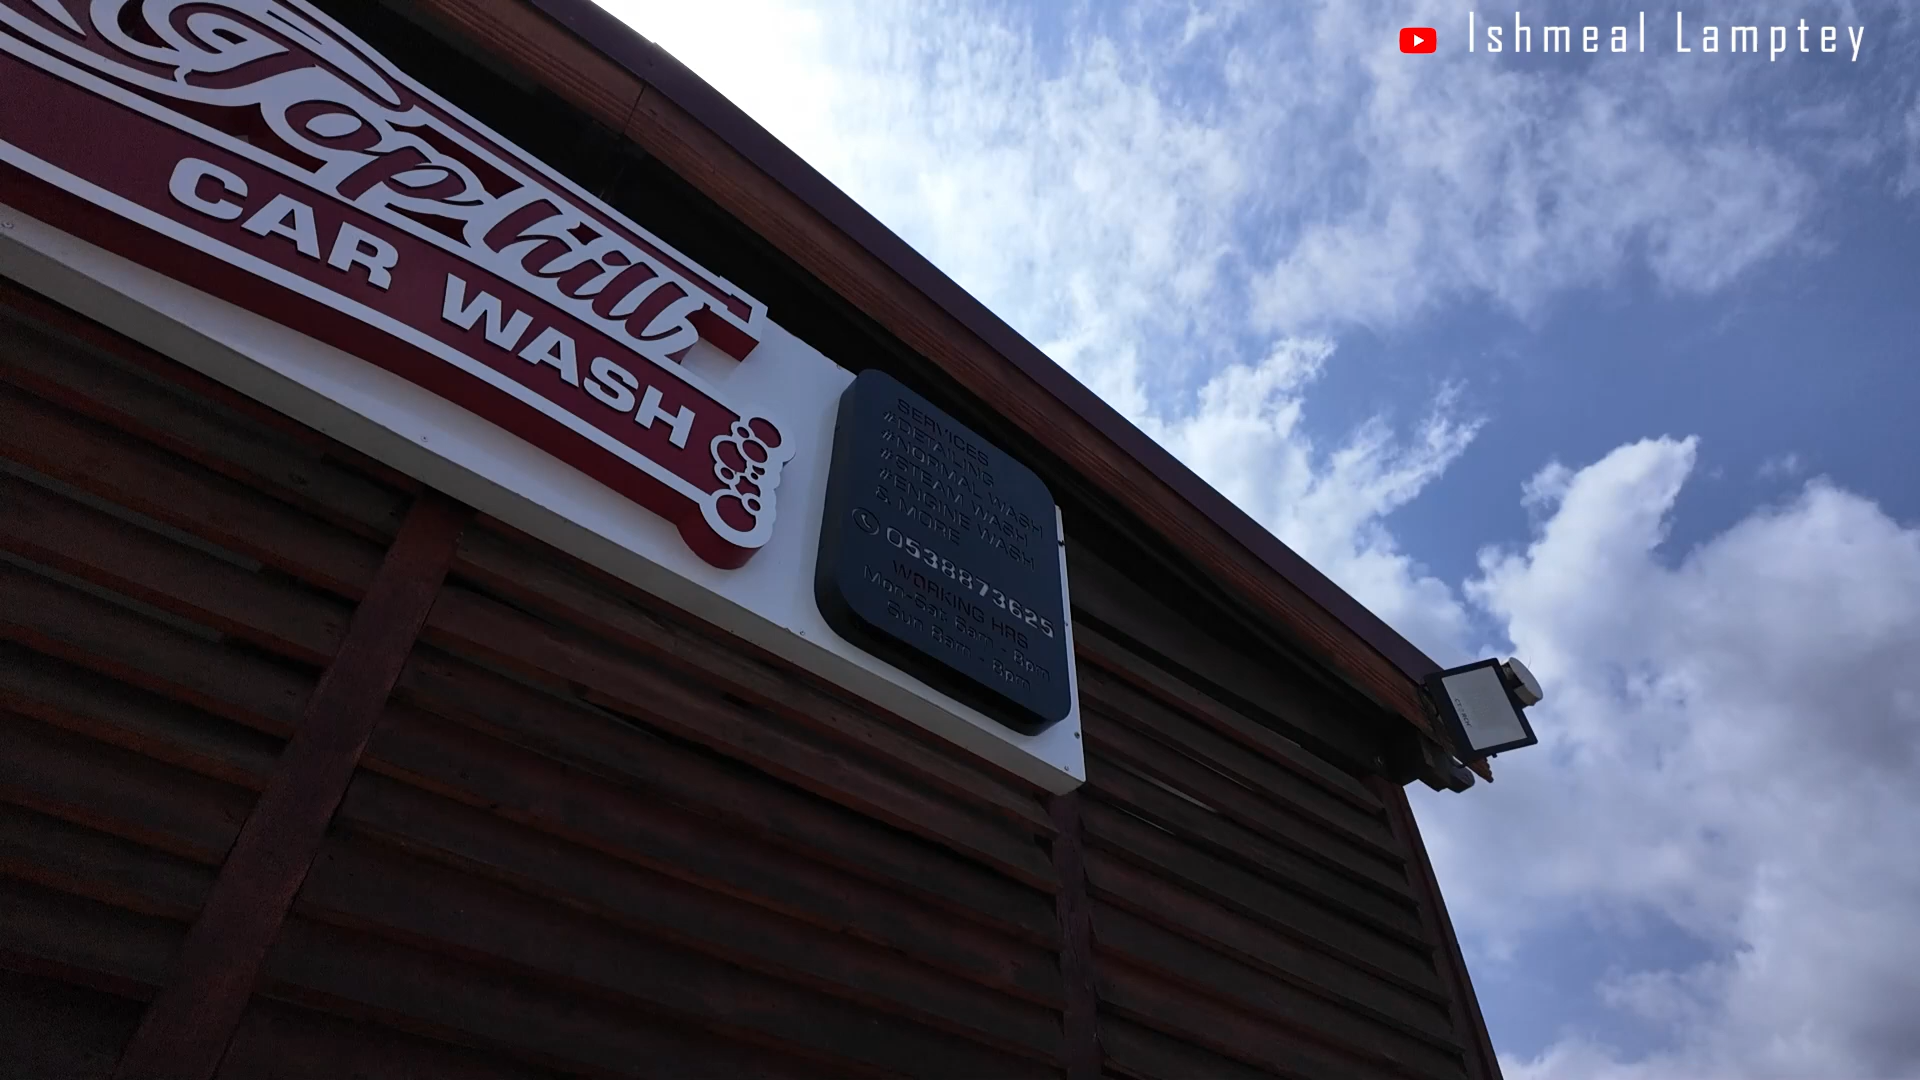 Ishmeal Lamptey
Tophill
CAR WASH
SERVICES
#DETAILING
#NORMAL WASH
#STEAM WASH
#ENGINE WASH
& MORE
0538873625
WORKING HRS
Mon-Sat: 8am - 8pm
Sun 8am - 8pm